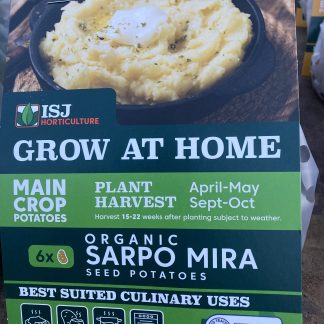 ISJ
HORTICULTURE
GROW AT HOME
MAIN CROP POTATOES
PLANT April-May
HARVEST Sept-Oct
Harvest 15-22 weeks after planting subject to weather.
6x
ORGANIC
SARPO MIRA
SEED POTATOES
BEST SUITED CULINARY USES